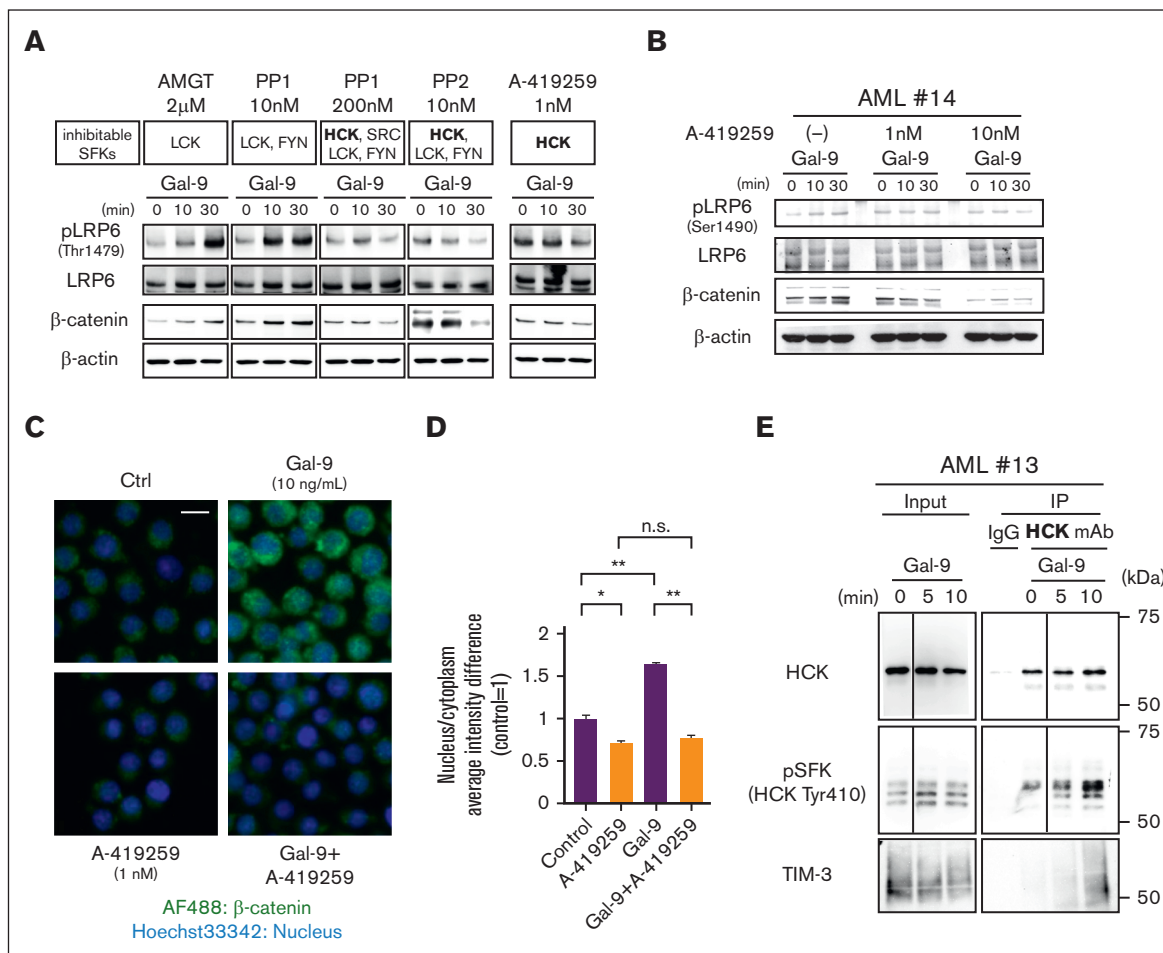 A
AMGT PP1 PP1 PP2 A-419259
2μM 10nM 200nM 10nM 1nM
inhibitable SFKs
LCK
LCK, FYN
HCK, SRC
LCK, FYN
HCK,
LCK, FYN
HCK
Gal-9 Gal-9 Gal-9 Gal-9 Gal-9
(min) 0 10 30 0 10 30 0 10 30 0 10 30 0 10 30
pLRP6
(Thr1479)
LRP6
β-catenin
β-actin
B
AML #14
A-419259 (–) 1nM 10nM
Gal-9 Gal-9 Gal-9
(min) 0 10 30 0 10 30 0 10 30
pLRP6
(Ser1490)
LRP6
β-catenin
β-actin
C
Ctrl
Gal-9
(10 ng/mL)
A-419259
(1 nM)
Gal-9+
A-419259
AF488: β-catenin
Hoechst33342: Nucleus
D
n.s.
**
* **
Nucleus/cytoplasm
average intensity difference
(control=1)
2
1.5
1
0.5
0
Control
A-419259
Gal-9
Gal-9+A-419259
E
AML #13
Input IP
IgG HCK mAb
Gal-9 Gal-9
(kDa)
(min) 0 5 10 0 5 10
75
HCK
50
75
pSFK
(HCK Tyr410)
50
TIM-3
50